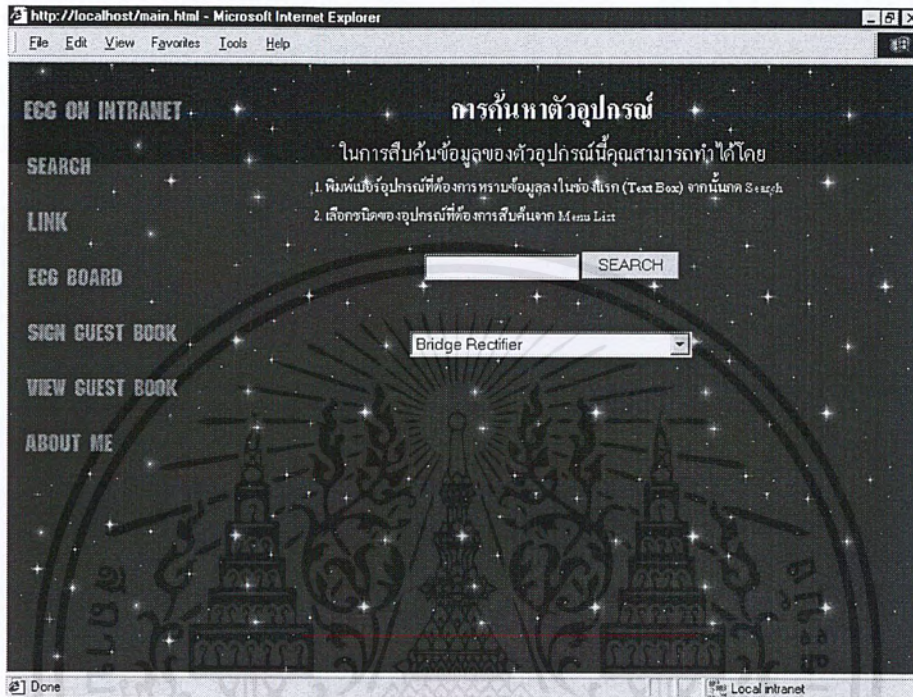 http://localhost/main.html - Microsoft Internet Explorer
File Edit View Favorites Tools Help
ECG ON INTRANET
SEARCH
LINK
ECG BOARD
SIGN GUEST BOOK
VIEW GUEST BOOK
ABOUT ME
การค้นหาตัวอุปกรณ์
ในการสืบค้นข้อมูลของตัวอุปกรณ์นี้คุณสามารถทำได้โดย
1. พิมพ์เบอร์อุปกรณ์ที่ต้องการทราบข้อมูลลงในช่องแรก (Text Box) จากนั้นกด Search
2. เลือกชนิดของอุปกรณ์ที่ต้องการสืบค้นจาก Menu List
SEARCH
Bridge Rectifier
Done
Local intranet